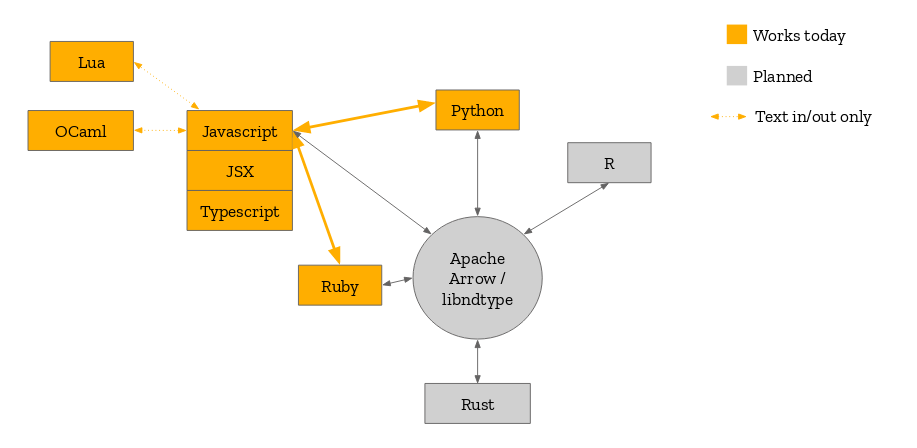 Lua
OCaml
Javascript
JSX
Typescript
Python
R
Ruby
Apache
Arrow /
libndtype
Rust
Works today
Planned
Text in/out only